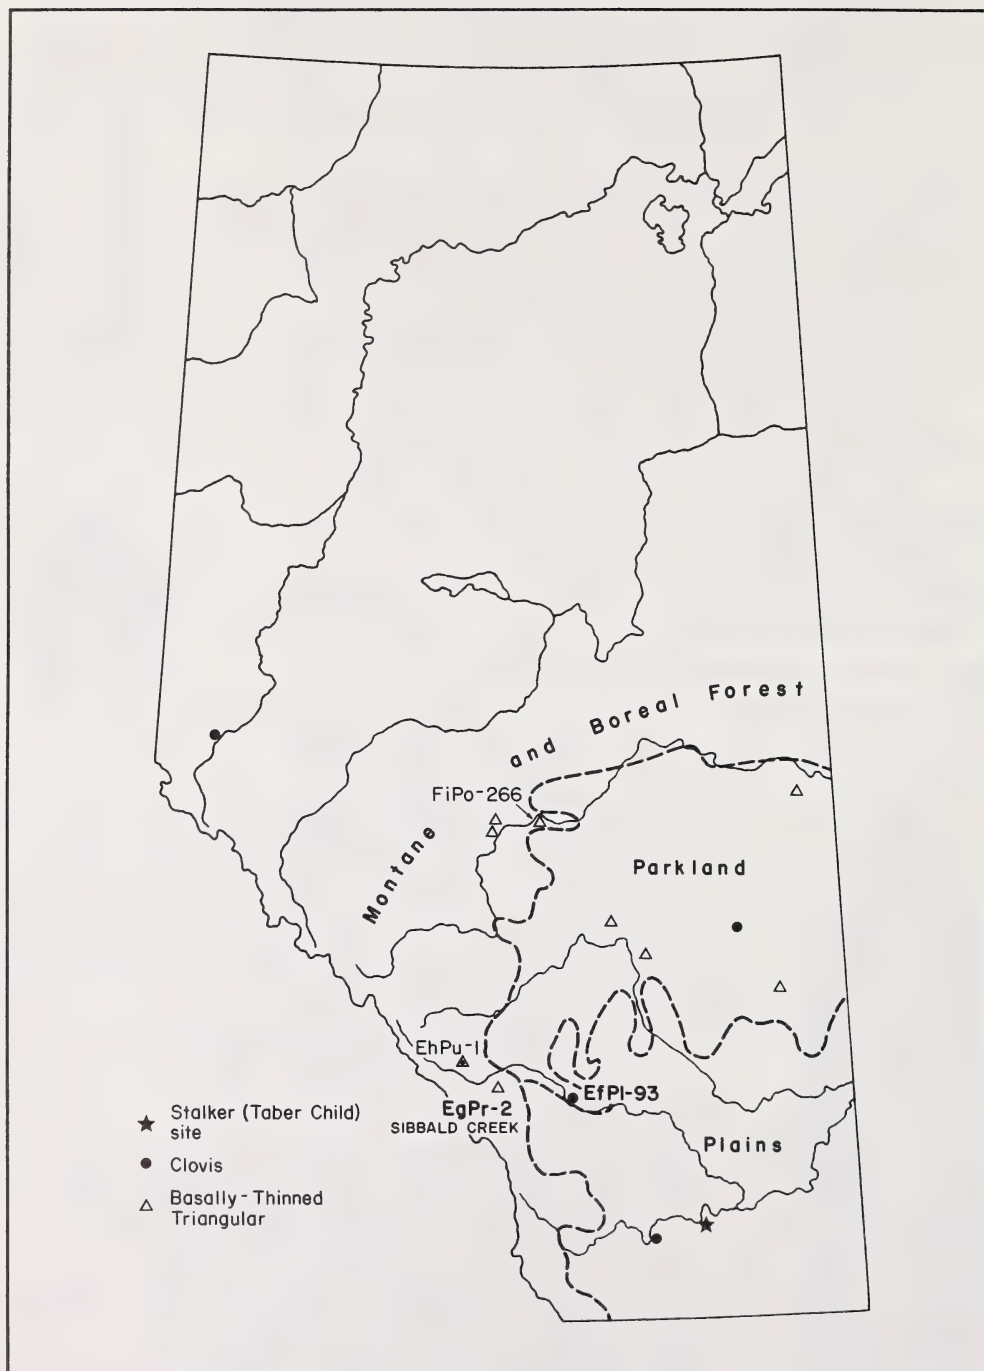 and Boreal Forest
FiPo-266
Montane
Parkland
EhPu-1
EgPr-2
SIBBALD CREEK
EfPl-93
Plains
Stalker (Taber Child)
site
Clovis
Basally-Thinned
Triangular